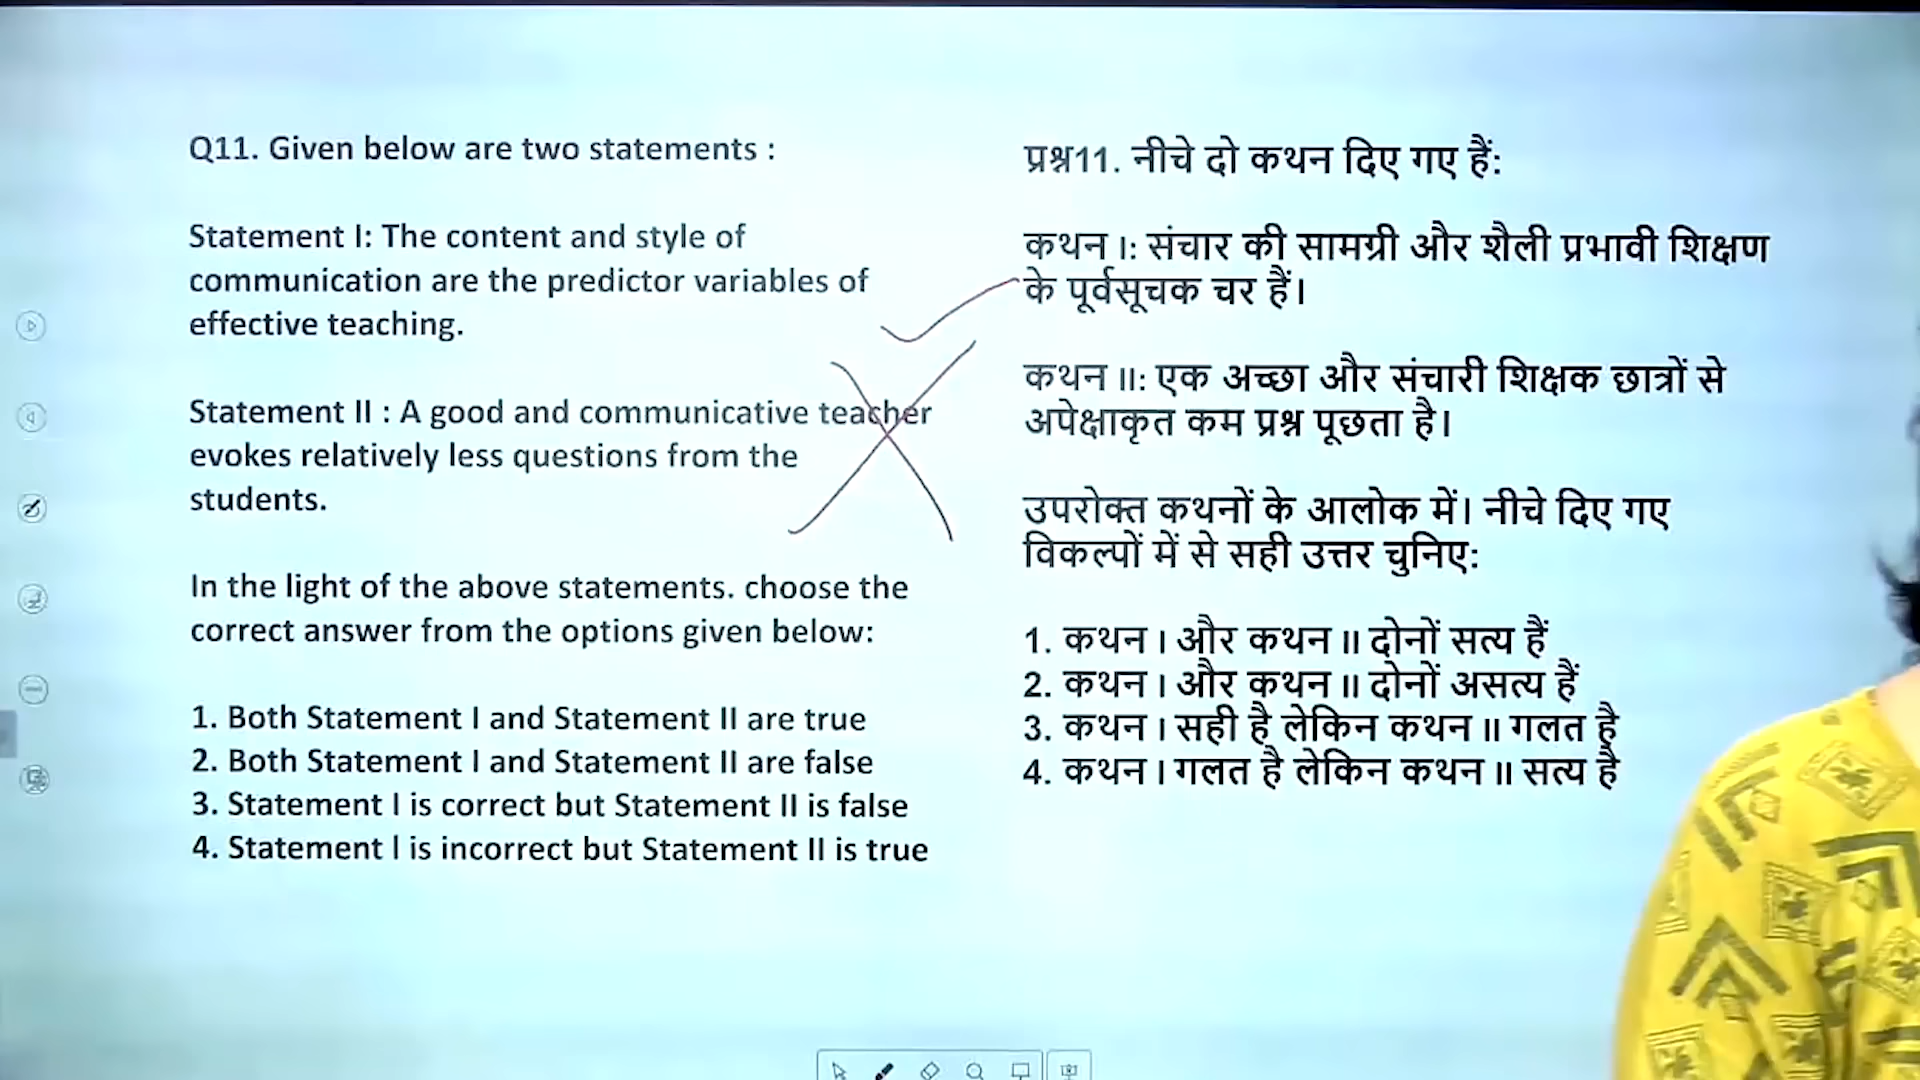 Q11. Given below are two statements :
Statement I: The content and style of
communication are the predictor variables of
effective teaching.
Statement II : A good and communicative teacher
evokes relatively less questions from the
students.
In the light of the above statements. choose the
correct answer from the options given below:
1. Both Statement I and Statement II are true
2. Both Statement I and Statement II are false
3. Statement I is correct but Statement II is false
4. Statement I is incorrect but Statement II is true
प्रश्न11. नीचे दो कथन दिए गए हैं:
कथन I: संचार की सामग्री और शैली प्रभावी शिक्षण
के पूर्वसूचक चर हैं।
कथन II: एक अच्छा और संचारी शिक्षक छात्रों से
अपेक्षाकृत कम प्रश्न पूछता है।
उपरोक्त कथनों के आलोक में। नीचे दिए गए
विकल्पों में से सही उत्तर चुनिए:
1. कथन I और कथन II दोनों सत्य हैं
2. कथन I और कथन II दोनों असत्य हैं
3. कथन I सही है लेकिन कथन II गलत है
4. कथन I गलत है लेकिन कथन II सत्य है